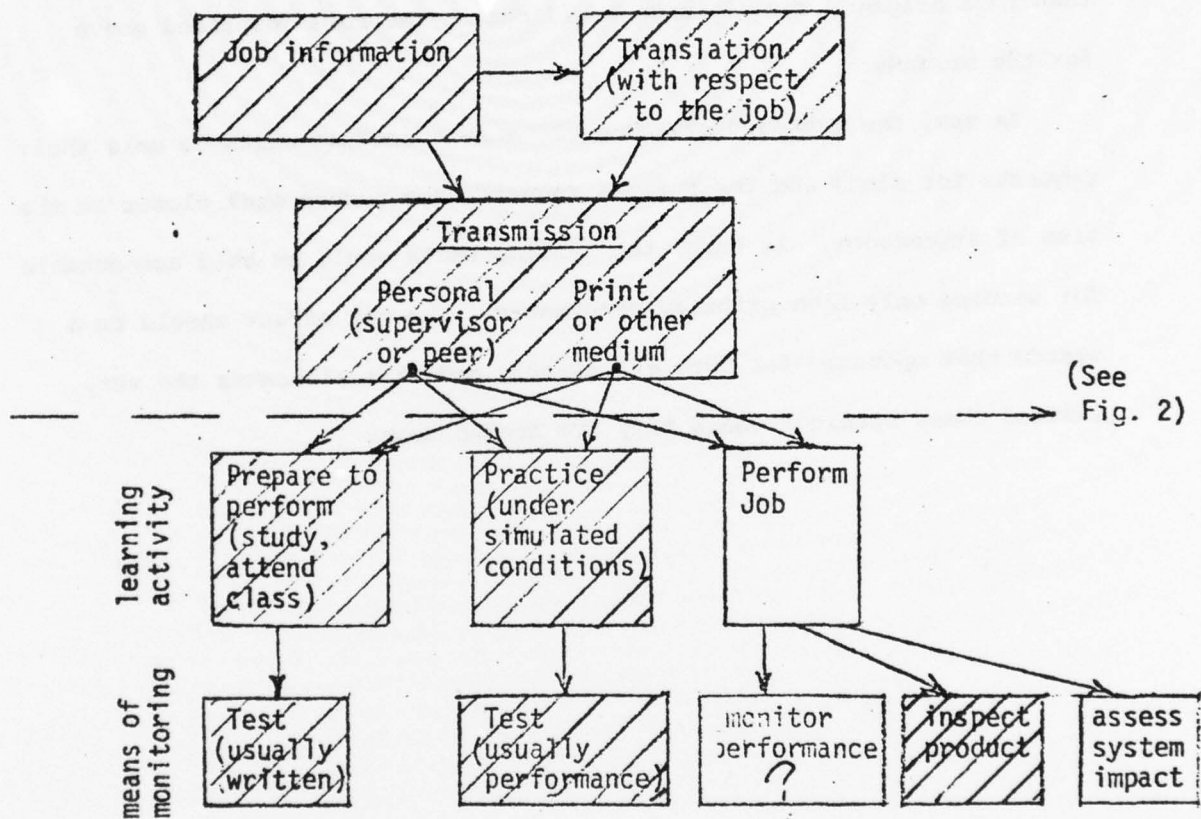 Job information
Translation
(with respect
to the job)
Transmission
Personal
(supervisor
or peer)
Print
or other
medium
(See
Fig. 2)
learning
activity
Prepare to
perform
(study,
attend
class)
Practice
(under
simulated
conditions)
Perform
Job
means of
monitoring
Test
(usually
written)
Test
(usually
performance)
monitor
performance
?
inspect
product
assess
system
impact